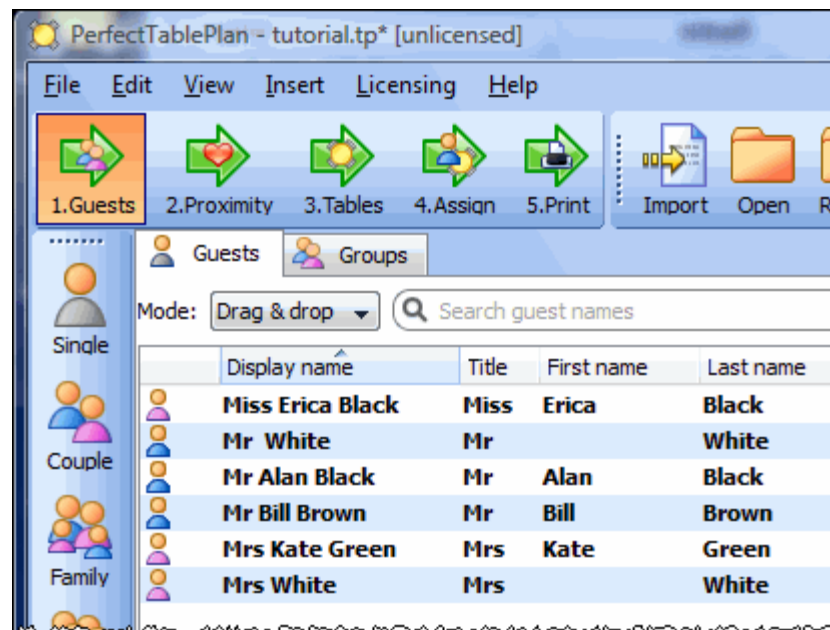 PerfectTablePlan - tutorial.tp* [unlicensed]
File Edit View Insert Licensing Help
1.Guests 2.Proximity 3.Tables 4.Assign 5.Print Import Open R
Guests Groups
Mode: Drag & drop Search guest names
Single
Display name Title First name Last name
Miss Erica Black Miss Erica Black
Mr White Mr White
Couple
Mr Alan Black Mr Alan Black
Mr Bill Brown Mr Bill Brown
Mrs Kate Green Mrs Kate Green
Family
Mrs White Mrs White